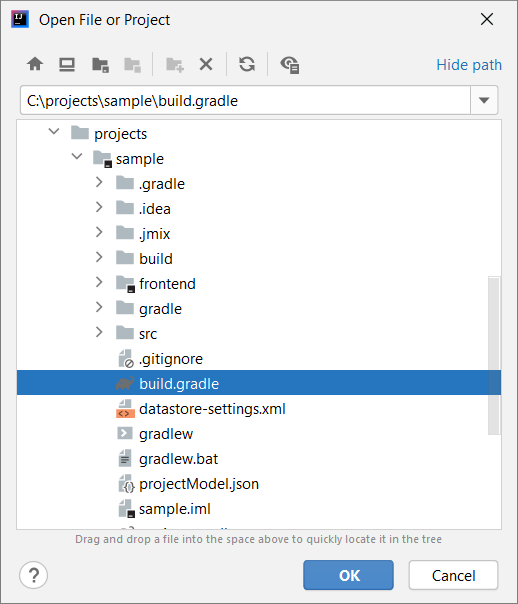 IJ
Open File or Project
Hide path
C:\projects\sample\build.gradle
projects
sample
.gradle
.idea
.jmix
build
frontend
gradle
src
.gitignore
build.gradle
datastore-settings.xml
gradlew
gradlew.bat
projectModel.json
sample.iml
Drag and drop a file into the space above to quickly locate it in the tree
?
OK
Cancel